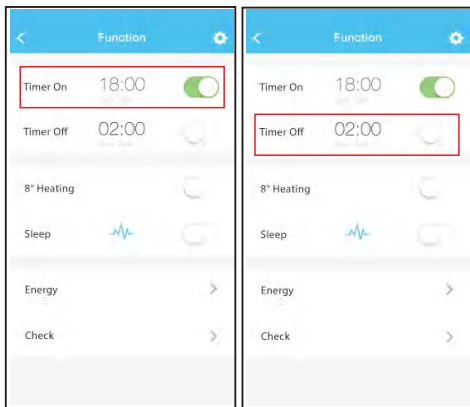 Function
Timer On 18:00
Timer Off 02:00
8° Heating
Sleep
Energy
Check
Function
Timer On 18:00
Timer Off 02:00
8° Heating
Sleep
Energy
Check